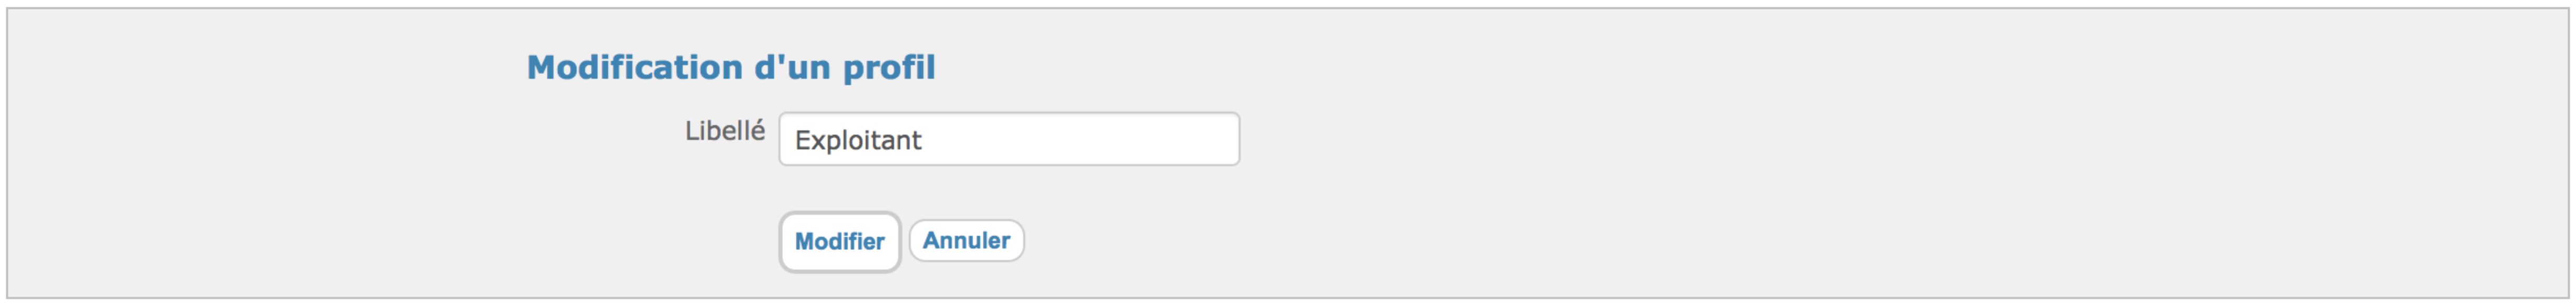 Modification d'un profil
Libellé Exploitant
Modifier Annuler